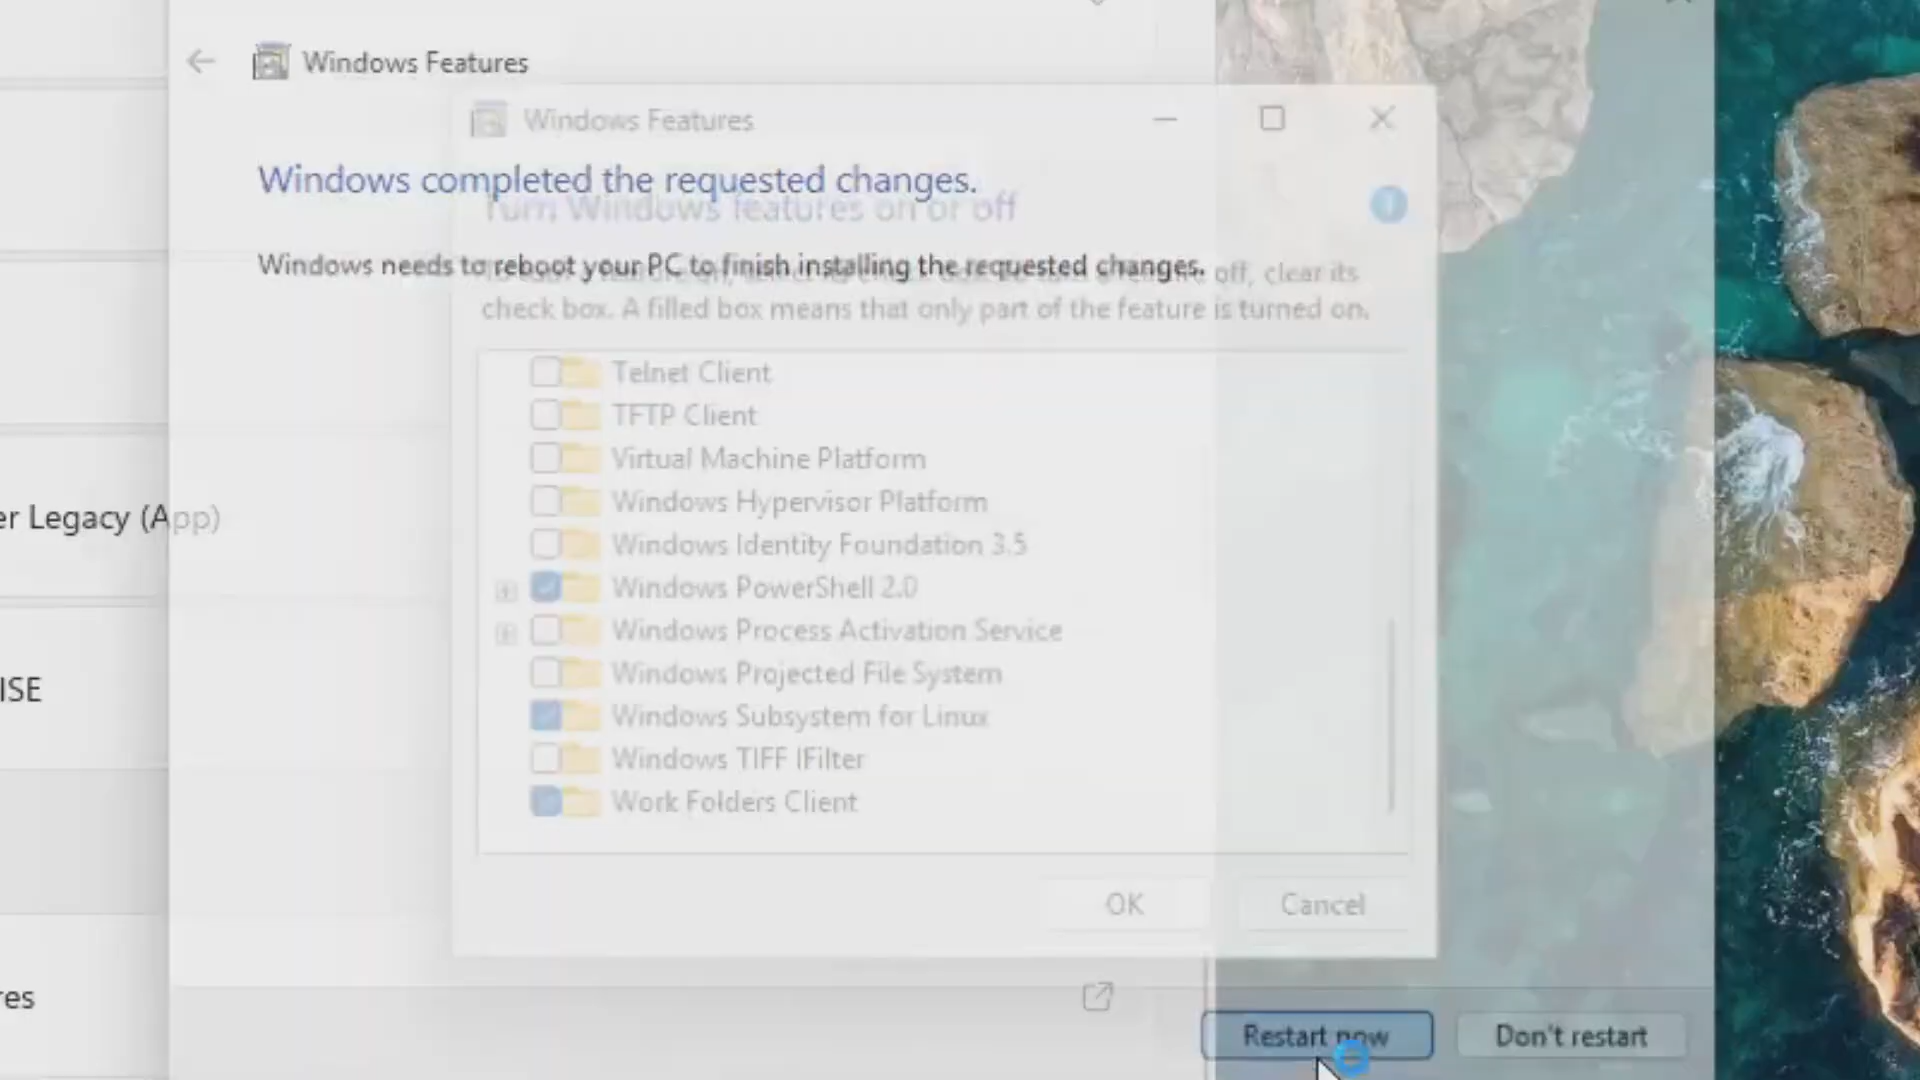 Windows Features
Windows Features
Windows completed the requested changes.
Turn Windows features on or off
Windows needs to reboot your PC to finish installing the requested changes.
off, clear its
check box. A filled box means that only part of the feature is turned on.
Telnet Client
TFTP Client
Virtual Machine Platform
Windows Hypervisor Platform
er Legacy (App)
Windows Identity Foundation 3.5
Windows PowerShell 2.0
Windows Process Activation Service
Windows Projected File System
ISE
Windows Subsystem for Linux
Windows TIFF IFilter
Work Folders Client
OK
Cancel
res
Restart now
Don't restart